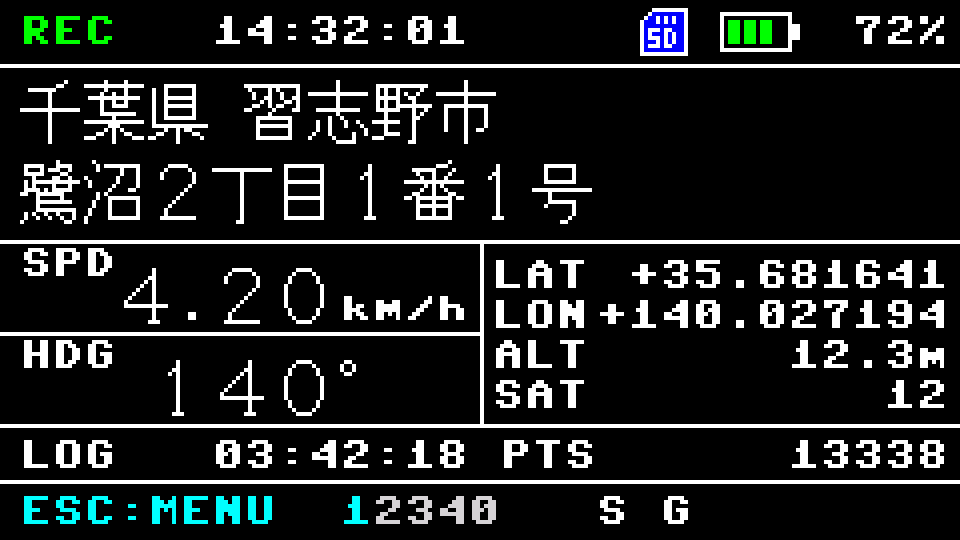 REC 14:32:01 SD 72%
千葉県 習志野市
鷺沼2丁目1番1号
SPD 4.20 km/h
HDG 140°
LAT +35.681641
LON +140.027194
ALT 12.3m
SAT 12
LOG 03:42:18 PTS 13338
ESC:MENU 12340 S G